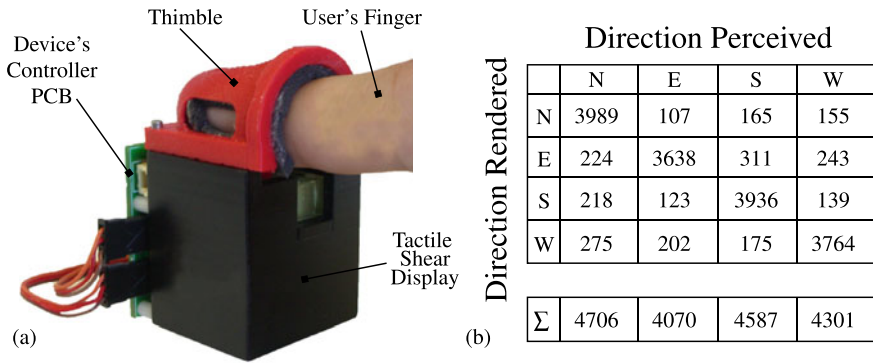 Thimble
User's Finger
Device's
Controller
PCB
Tactile
Shear
Display
(a)
Direction Perceived
Direction Rendered
N E S W
N 3989 107 165 155
E 224 3638 311 243
S 218 123 3936 139
W 275 202 175 3764
Σ 4706 4070 4587 4301
(b)